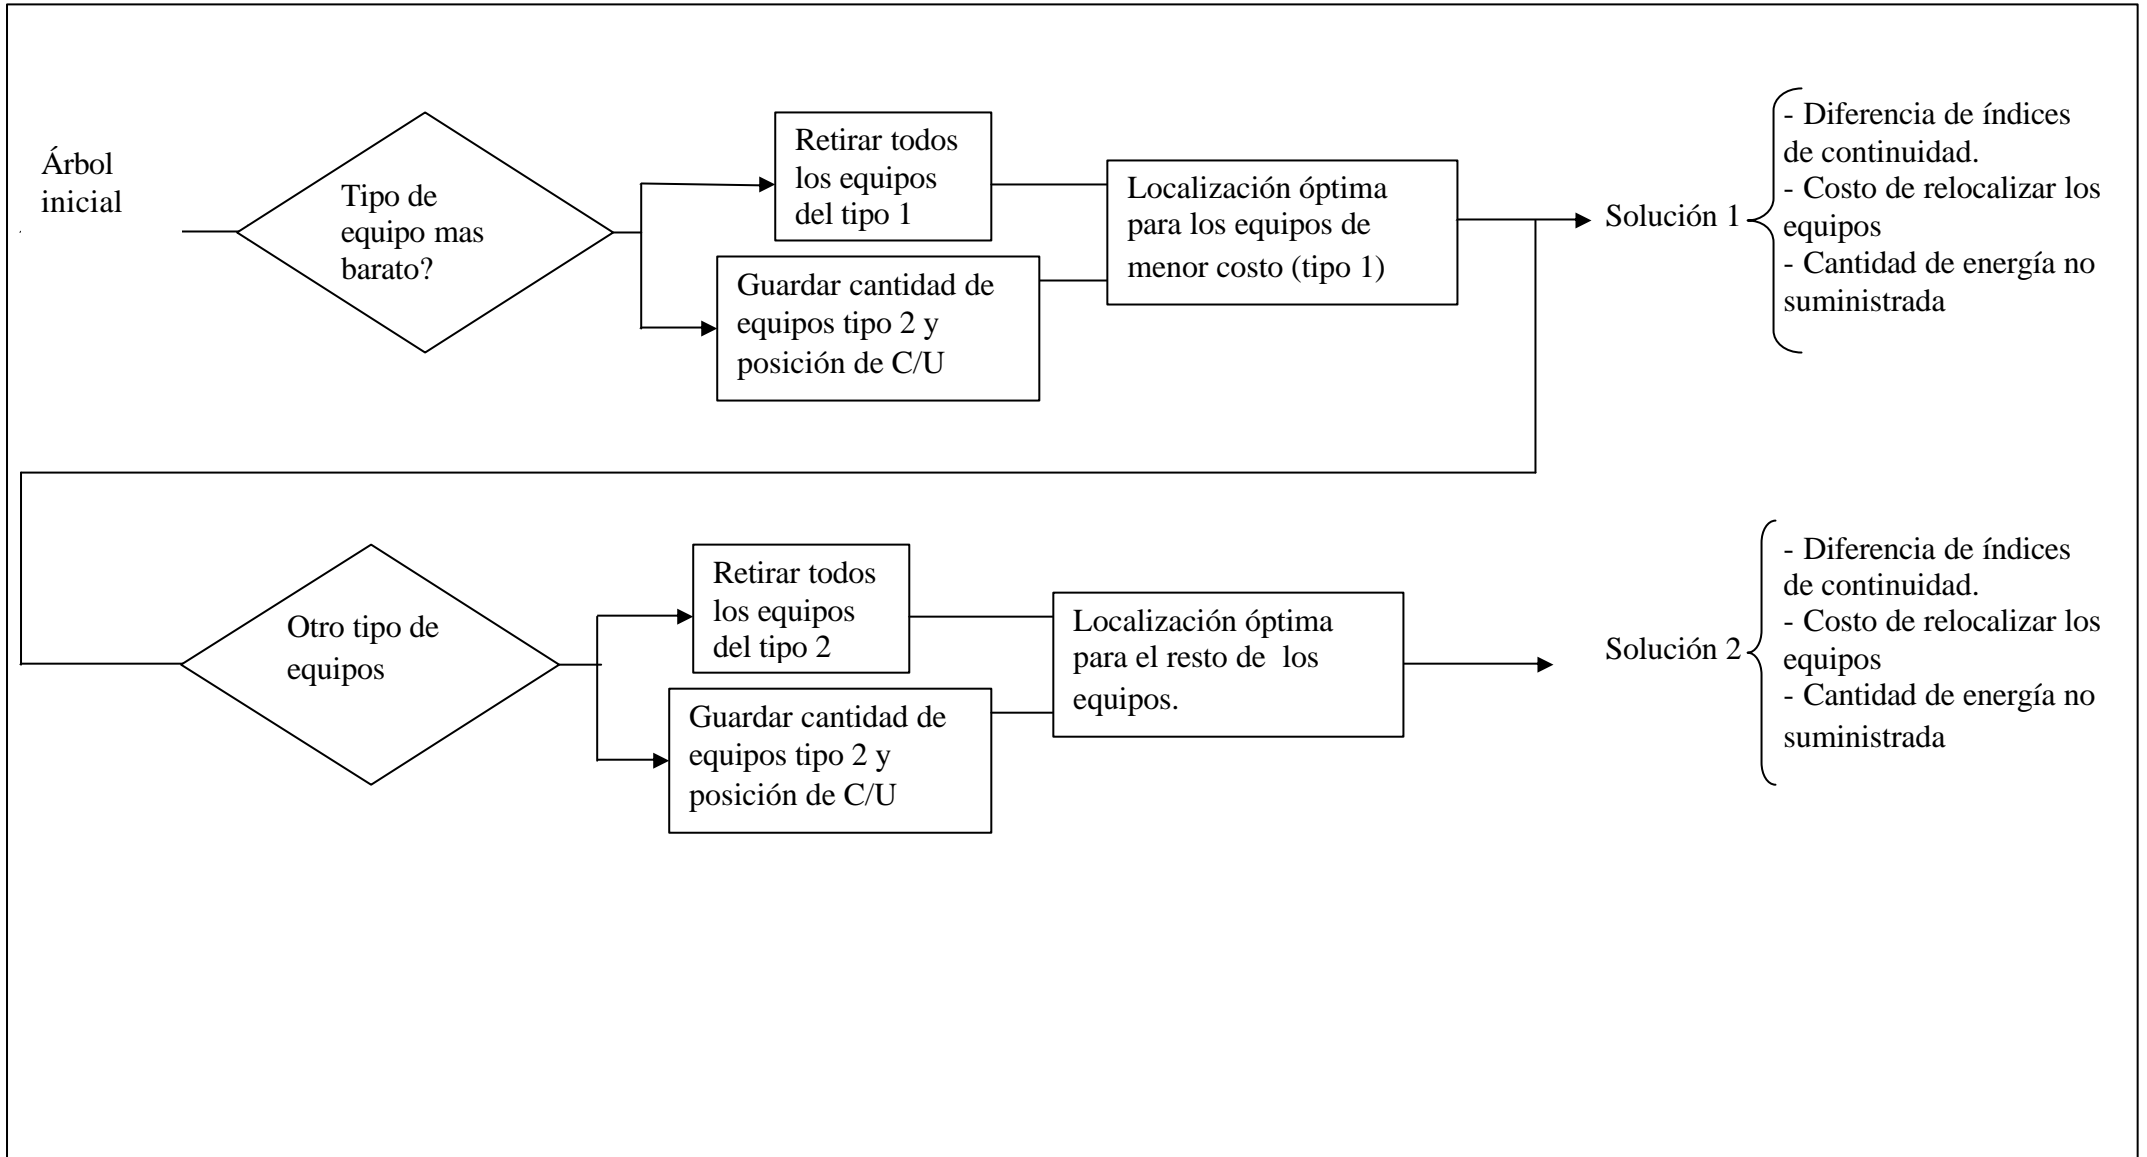 Árbol
inicial
Tipo de
equipo mas
barato?
Retirar todos
los equipos
del tipo 1
Guardar cantidad de
equipos tipo 2 y
posición de C/U
Localización óptima
para los equipos de
menor costo (tipo 1)
Solución 1
- Diferencia de índices
de continuidad.
- Costo de relocalizar los
equipos
- Cantidad de energía no
suministrada
Otro tipo de
equipos
Retirar todos
los equipos
del tipo 2
Guardar cantidad de
equipos tipo 2 y
posición de C/U
Localización óptima
para el resto de los
equipos.
Solución 2
- Diferencia de índices
de continuidad.
- Costo de relocalizar los
equipos
- Cantidad de energía no
suministrada